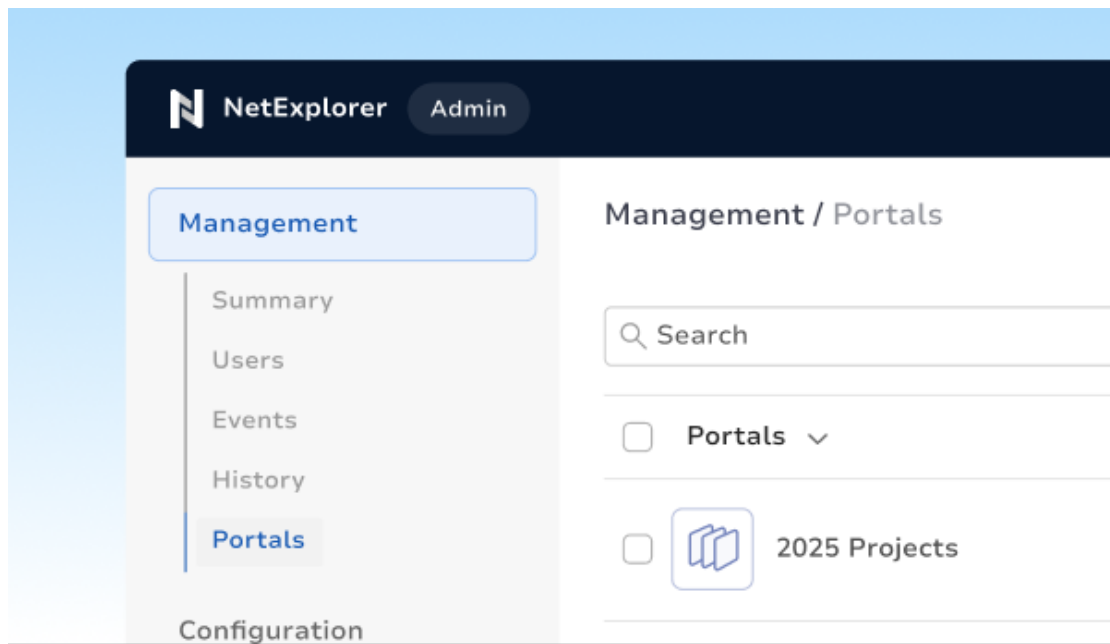 NetExplorer Admin
Management
Summary
Users
Events
History
Portals
Configuration
Management / Portals
Search
Portals
2025 Projects